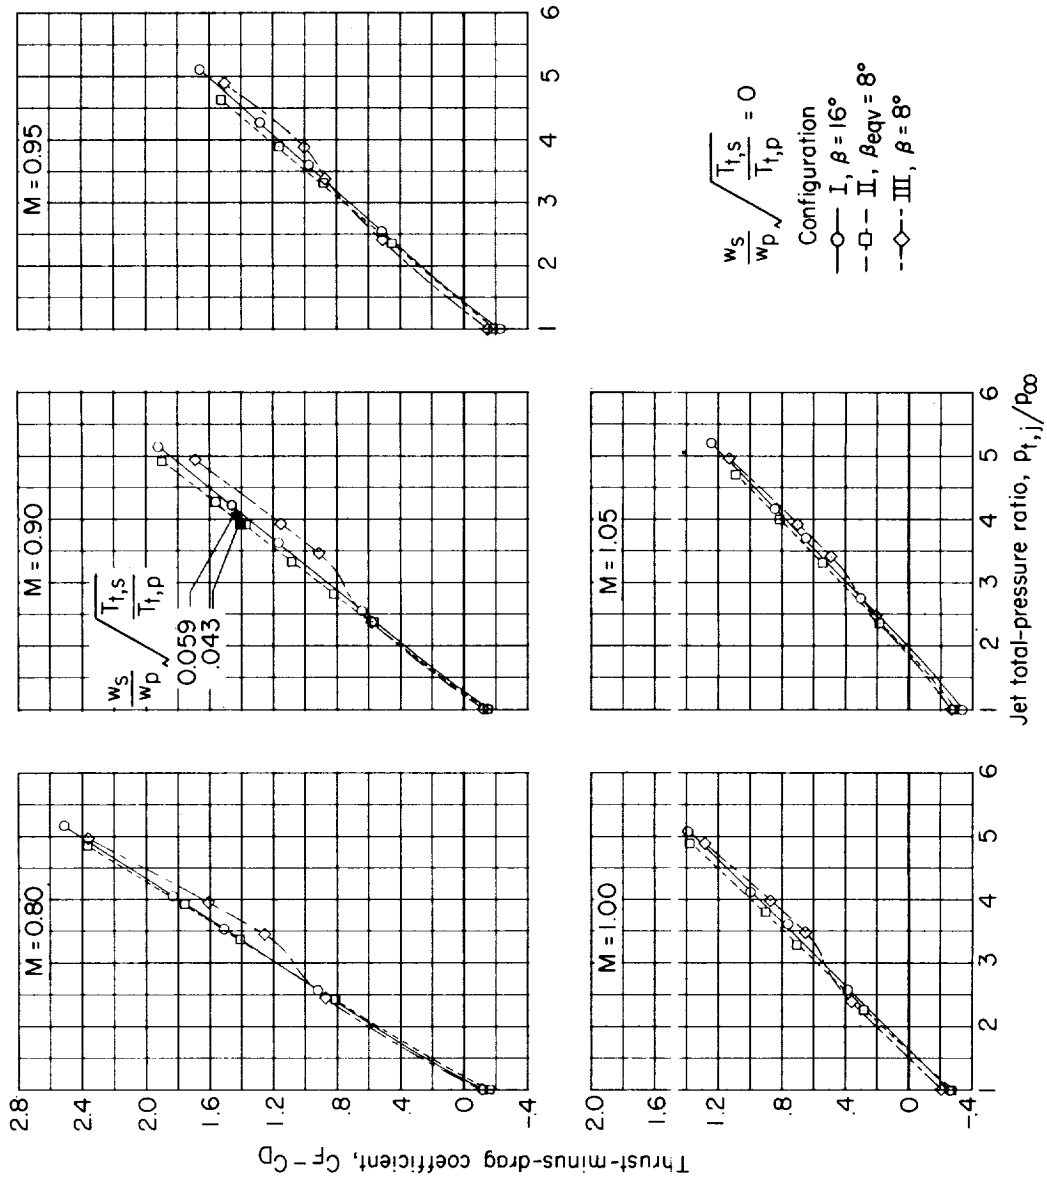 M = 0.80
M = 0.90
M = 0.95
w_s/w_p √T_t,s/T_t,p
0.059
.043
2.8
2.4
2.0
1.6
1.2
.8
.4
0
-.4
1 2 3 4 5 6
Thrust-minus-drag coefficient, C_F - C_D
M = 1.00
M = 1.05
2.0
1.6
1.2
.8
.4
0
-.4
1 2 3 4 5 6
1 2 3 4 5 6
Jet total-pressure ratio, p_t,j/p_∞
w_s/w_p √T_t,s/T_t,p = 0
Configuration
I, β = 16°
II, β_eqv = 8°
III, β = 8°